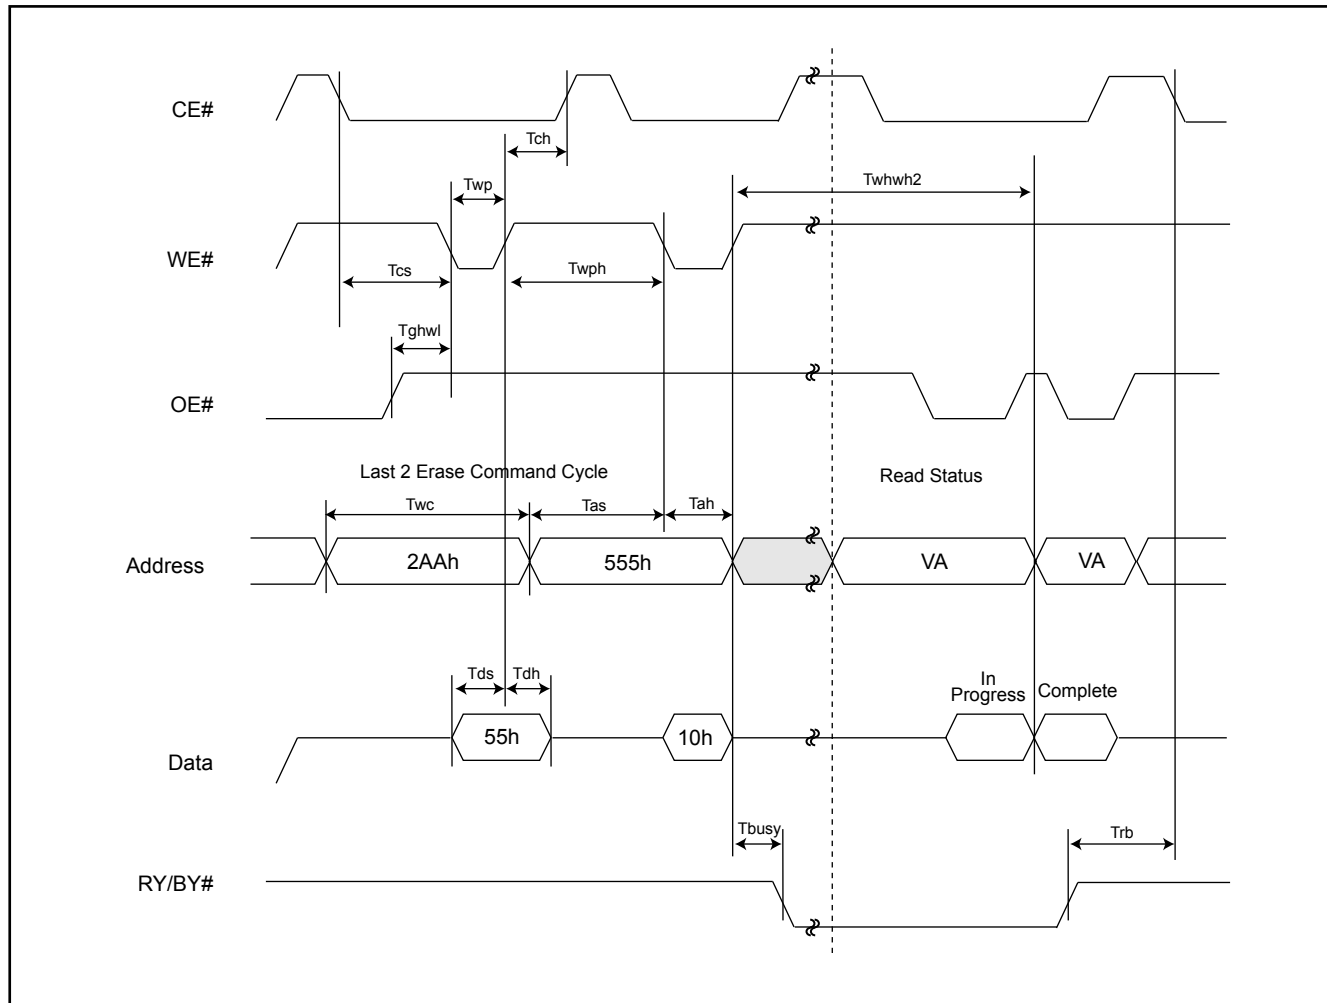 CE#
Tch
Twp
Twhwh2
WE#
Tcs
Twph
Tghwl
OE#
Last 2 Erase Command Cycle
Read Status
Twc
Tas
Tah
Address
2AAh
555h
VA
VA
Tds
Tdh
In
Progress
Complete
55h
10h
Data
Tbusy
Trb
RY/BY#